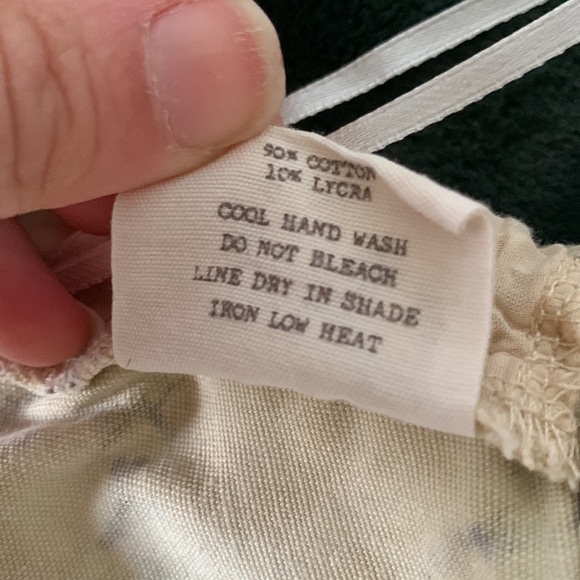 90% COTTON
10% LYCRA
COOL HAND WASH
DO NOT BLEACH
LINE DRY IN SHADE
IRON LOW HEAT